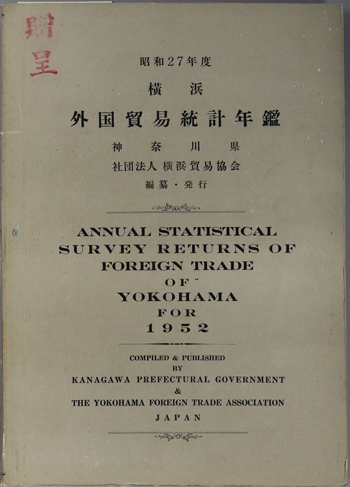 贈
呈
昭和27年度
横浜
外国貿易統計年鑑
神奈川県
社団法人 横浜貿易協会
編纂・発行
ANNUAL STATISTICAL
SURVEY RETURNS OF
FOREIGN TRADE
OF
YOKOHAMA
FOR
1952
COMPILED & PUBLISHED
BY
KANAGAWA PREFECTURAL GOVERNMENT
&
THE YOKOHAMA FOREIGN TRADE ASSOCIATION
JAPAN